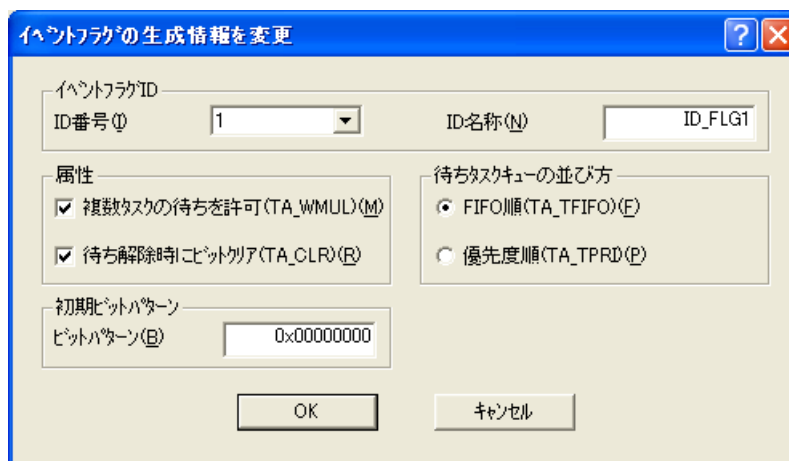 イベントフラグの生成情報を変更
イベントフラグID
ID番号(I) 1 ID名称(N) ID_FLG1
属性
複数タスクの待ちを許可(TA_WMUL)(M)
待ち解除時にビットクリア(TA_CLR)(R)
待ちタスクキューの並び方
FIFO順(TA_TFIFO)(F)
優先度順(TA_TPRI)(P)
初期ビットパターン
ビットパターン(B) 0x00000000
OK キャンセル